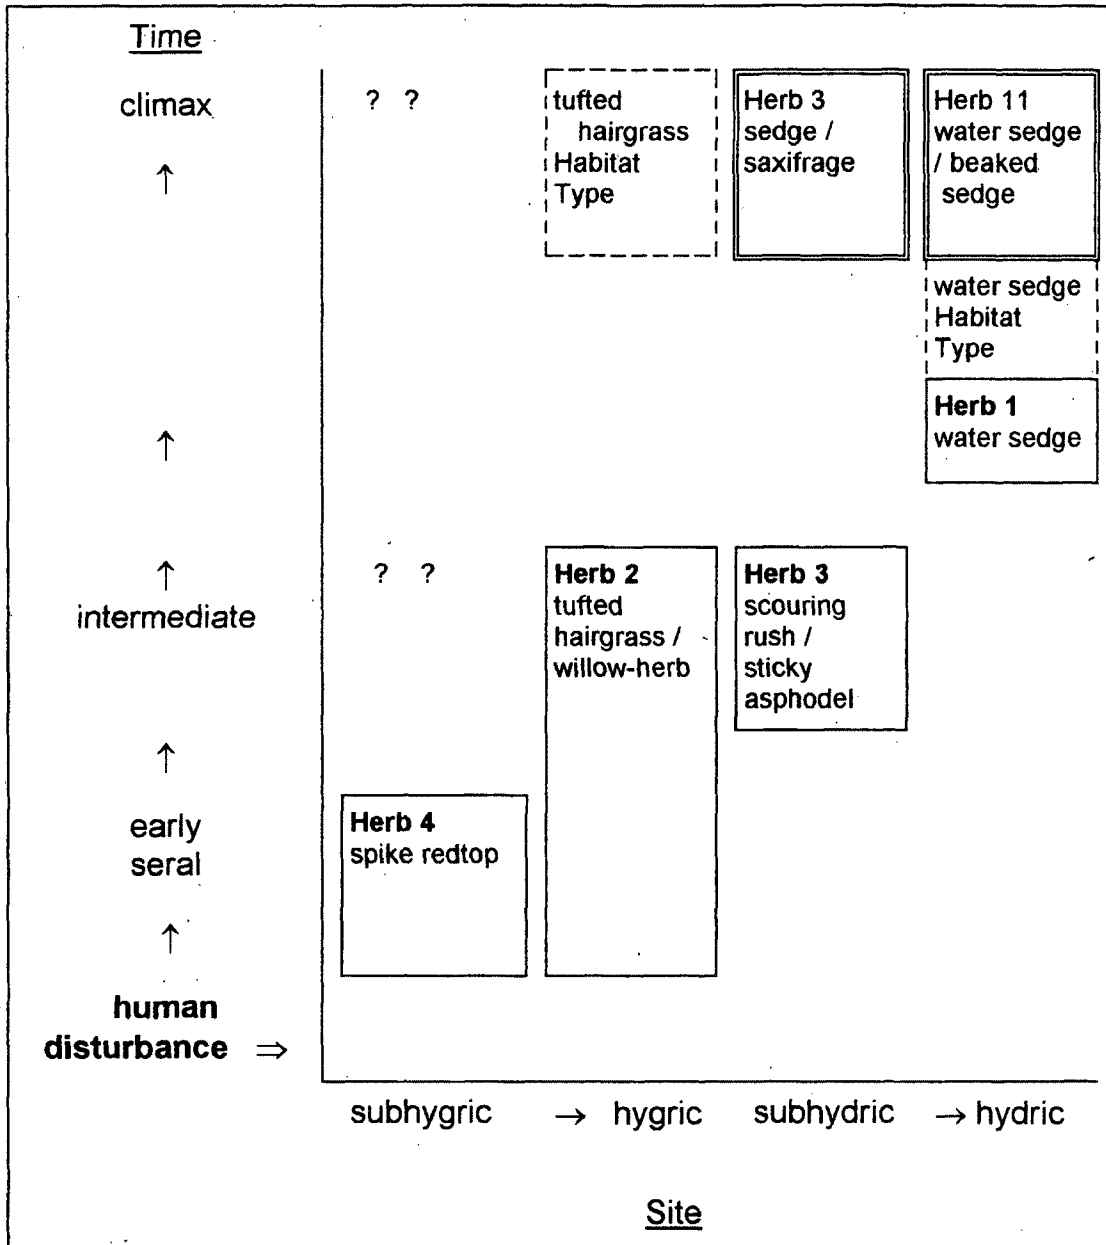 Time
climax
↑
↑
↑
intermediate
↑
early
seral
↑
human
disturbance ⇒
? ?
tufted
hairgrass
Habitat
Type
Herb 3
sedge /
saxifrage
Herb 11
water sedge
/ beaked
sedge
water sedge
Habitat
Type
Herb 1
water sedge
? ?
Herb 2
tufted
hairgrass /
willow-herb
Herb 3
scouring
rush /
sticky
asphodel
Herb 4
spike redtop
subhygric → hygric subhydric → hydric
Site